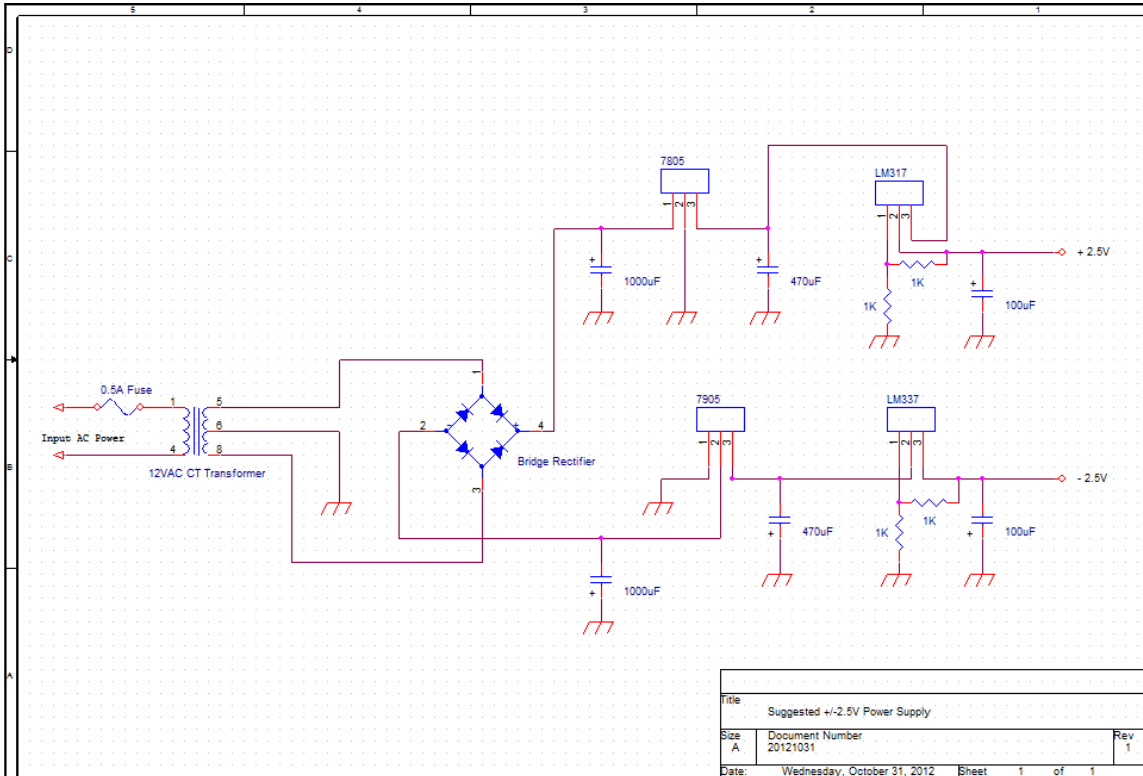 5 4 3 2 1
D
C
B
A
7805
1 2 3
LM317
1 2 3
+ 2.5V
+
1000uF
+
470uF
1K
1K
+
100uF
0.5A Fuse
1
5
6
4
8
Input AC Power
12VAC CT Transformer
1
2
-
+
4
3
Bridge Rectifier
7905
1 2 3
LM337
1 2 3
- 2.5V
470uF
+
1K
1K
100uF
+
1000uF
+
Title
Suggested +/-2.5V Power Supply
Size
A
Document Number
20121031
Rev
1
Date: Wednesday, October 31, 2012 Sheet 1 of 1